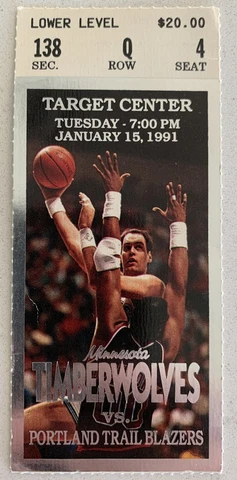 LOWER LEVEL $20.00
138 Q 4
SEC. ROW SEAT
TARGET CENTER
TUESDAY - 7:00 PM
JANUARY 15, 1991
Minnesota
TIMBERWOLVES
VS.
PORTLAND TRAIL BLAZERS